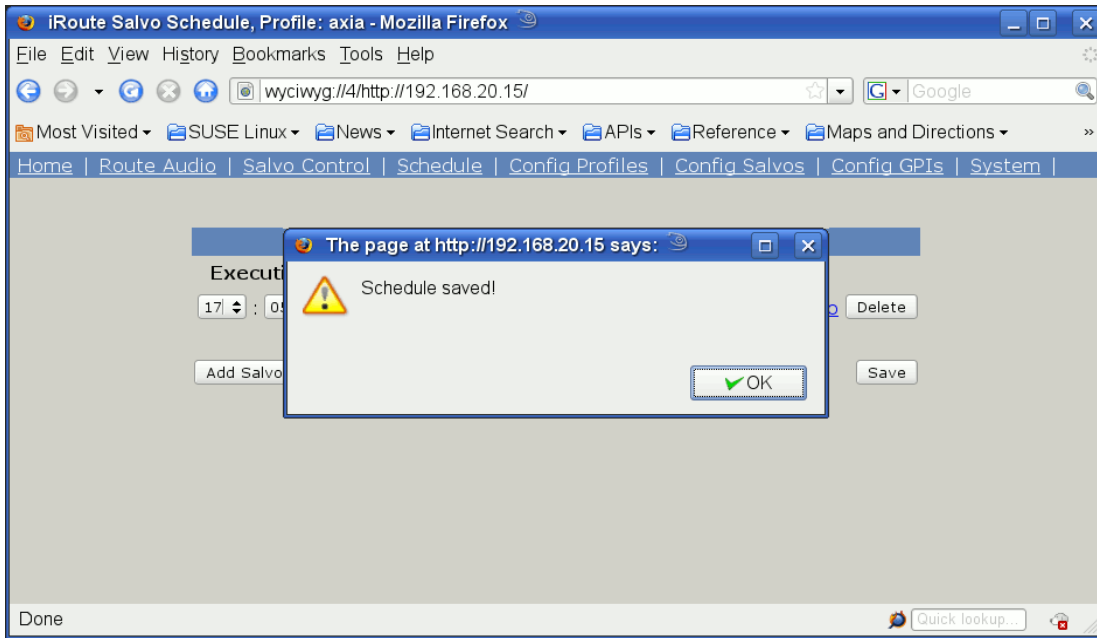 iRoute Salvo Schedule, Profile: axia - Mozilla Firefox
File Edit View History Bookmarks Tools Help
wyciwyg://4/http://192.168.20.15/ G Google
Most Visited SUSE Linux News Internet Search APIs Reference Maps and Directions »
Home | Route Audio | Salvo Control | Schedule | Config Profiles | Config Salvos | Config GPIs | System |
The page at http://192.168.20.15 says:
Schedule saved!
17 : Delete
Add Salvo Save
OK
Done Quick lookup...